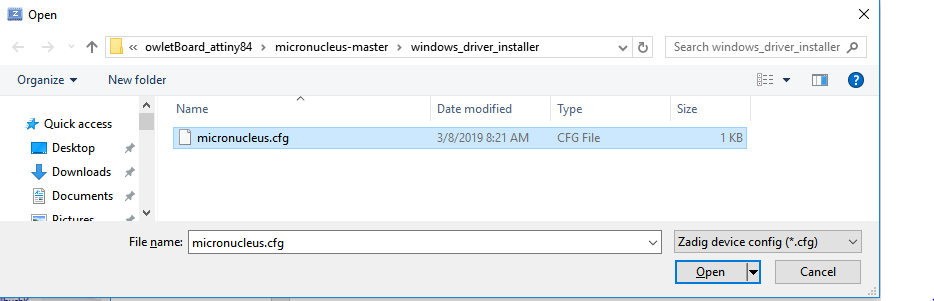 Open
« owletBoard_attiny84 > micronucleus-master > windows_driver_installer
Search windows_driver_installer
Organize
New folder
Name
Date modified
Type
Size
Quick access
micronucleus.cfg
3/8/2019 8:21 AM
CFG File
1 KB
Desktop
Downloads
Documents
Pictures
File name:
micronucleus.cfg
Zadig device config (*.cfg)
Open
Cancel